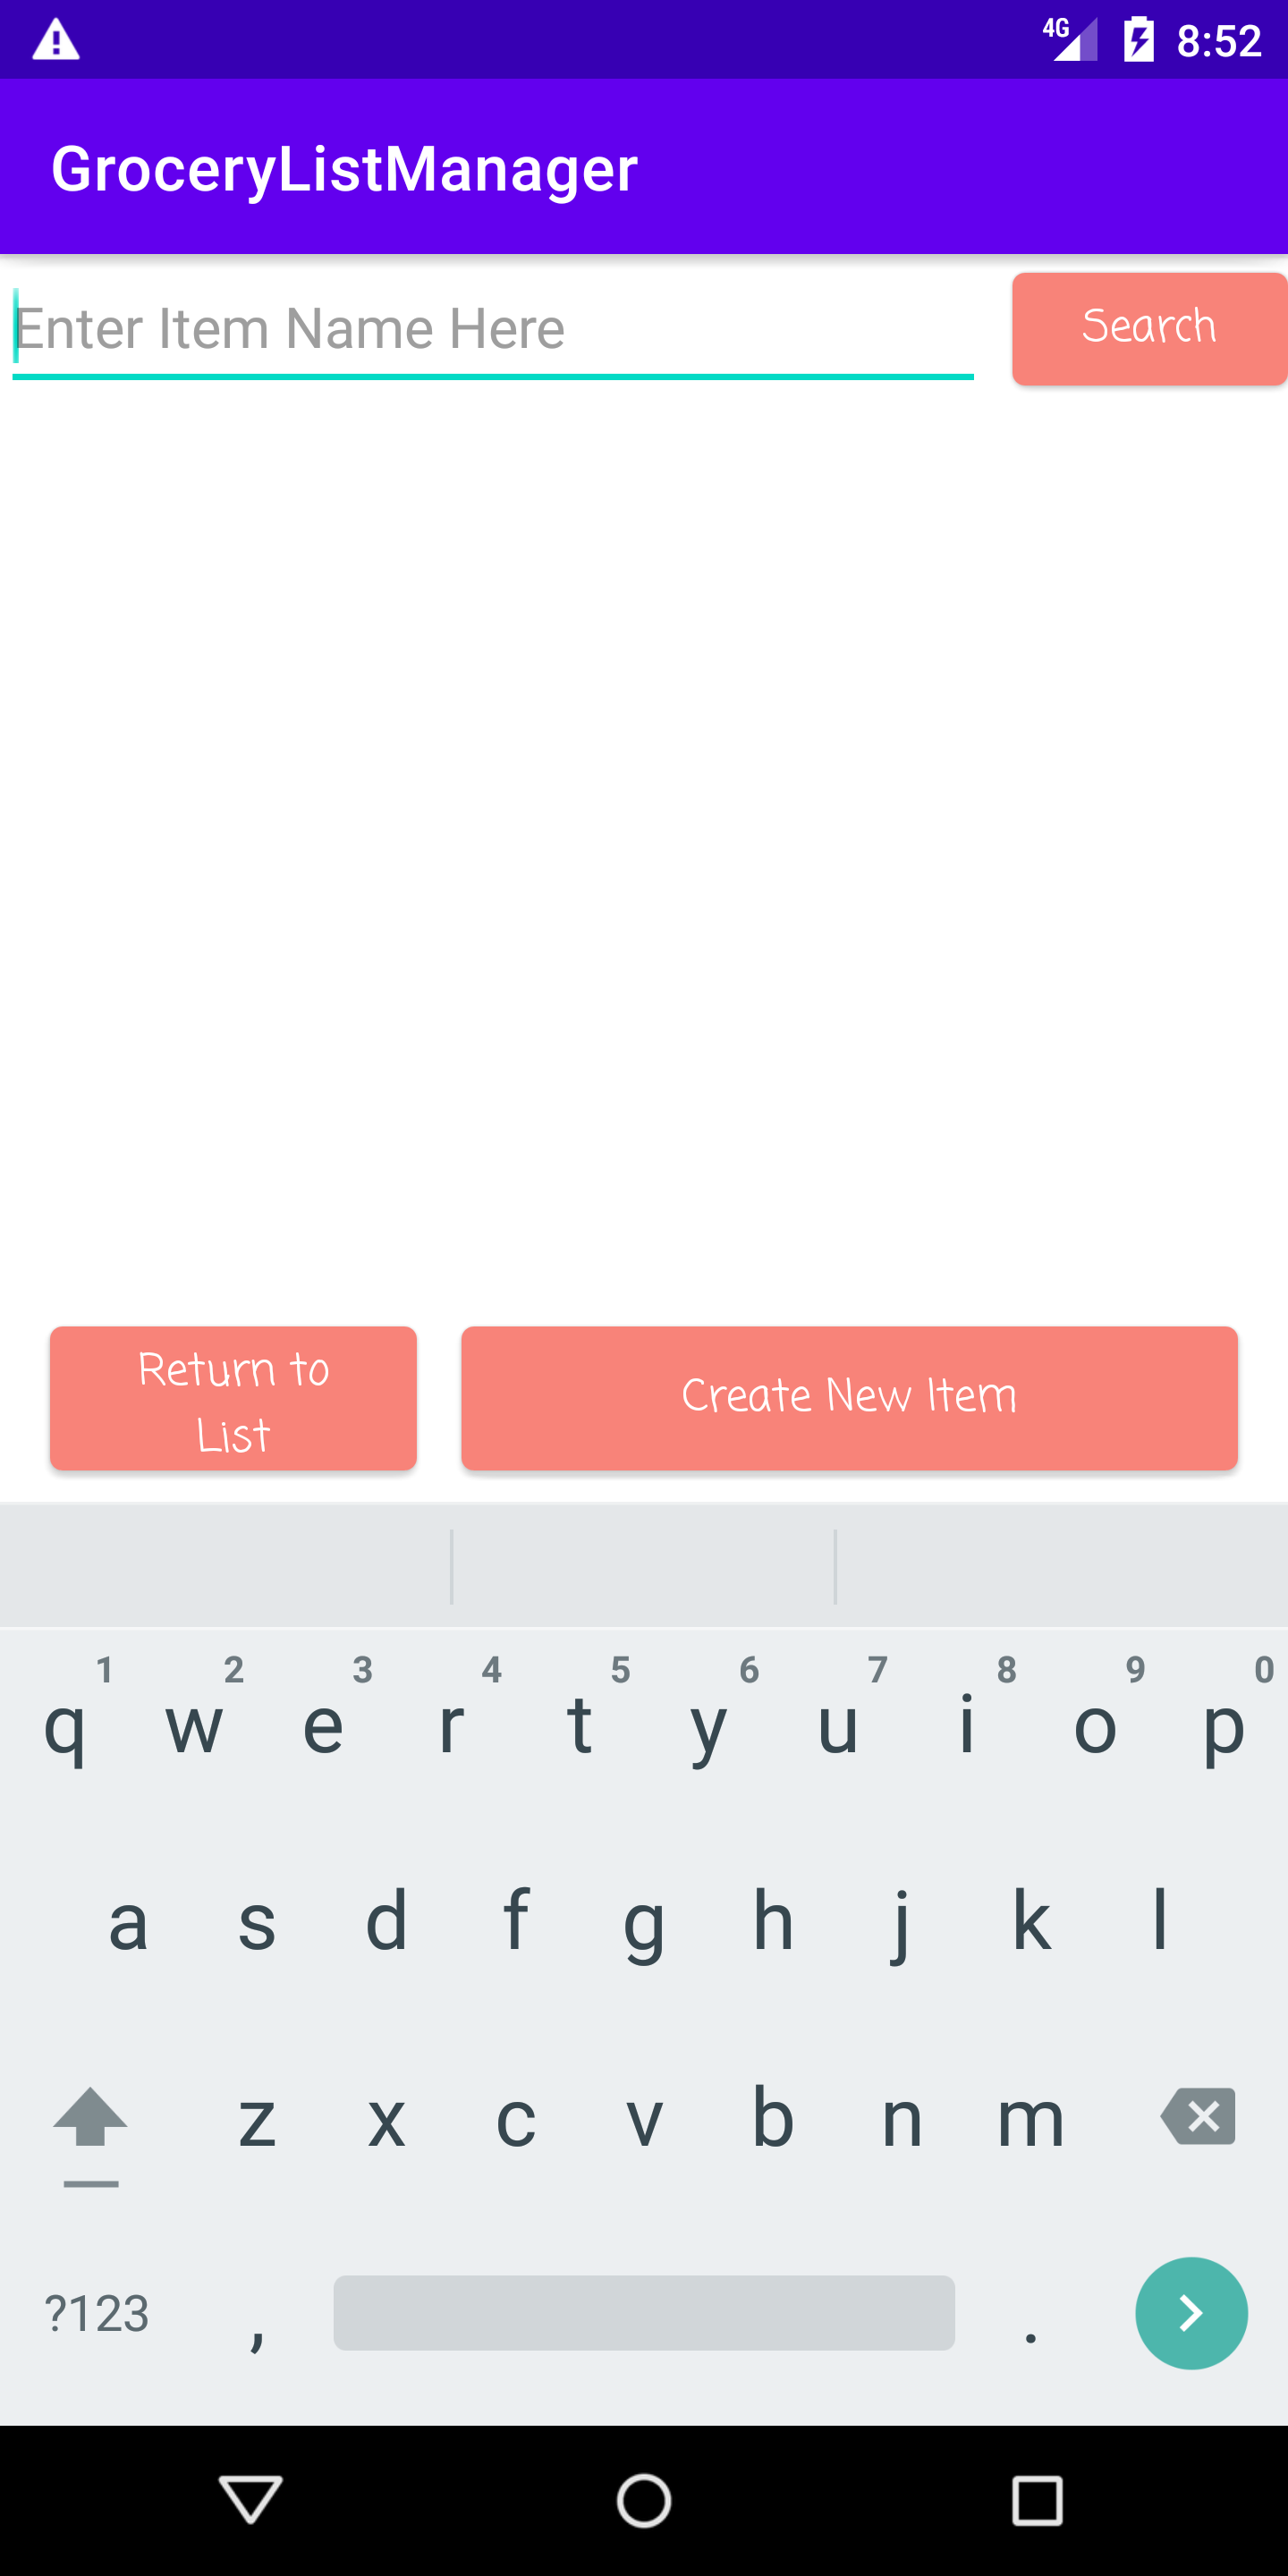 4G 8:52
GroceryListManager
Enter Item Name Here
Search
Return to
List
Create New Item
1 2 3 4 5 6 7 8 9 0
q w e r t y u i o p
a s d f g h j k l
z x c v b n m
?123 , .